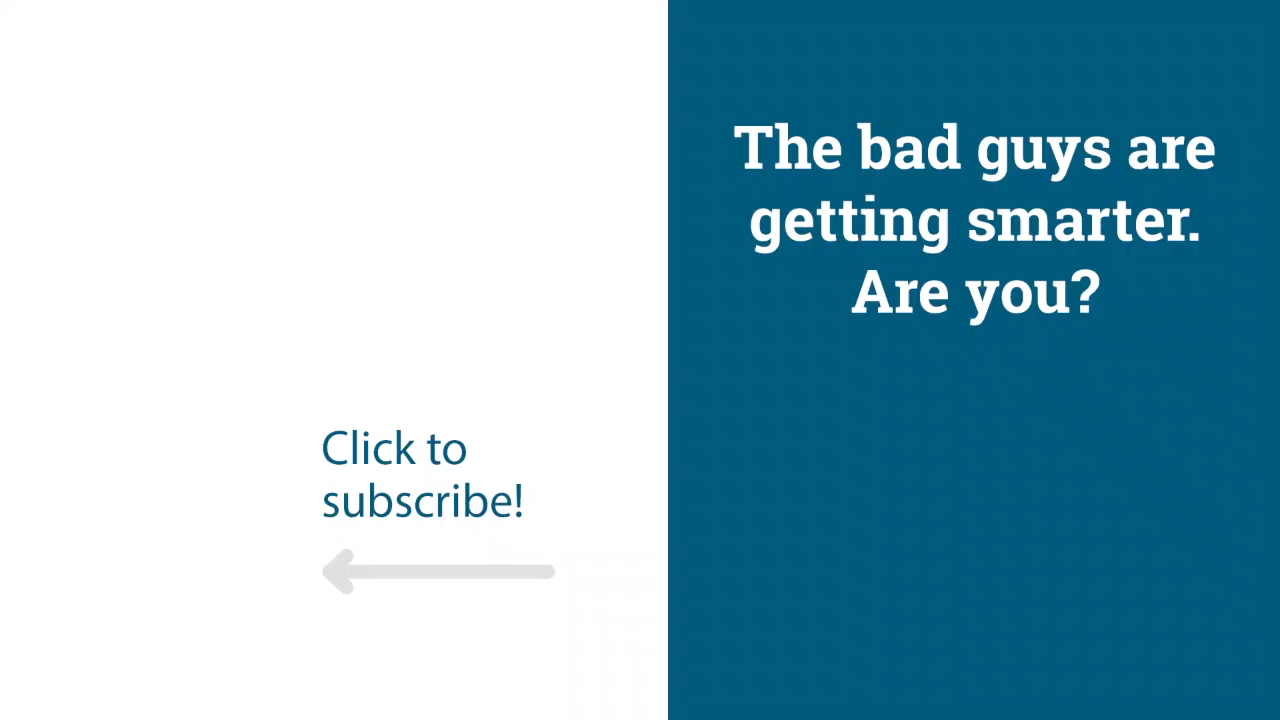 The bad guys are
getting smarter.
Are you?
Click to
subscribe!